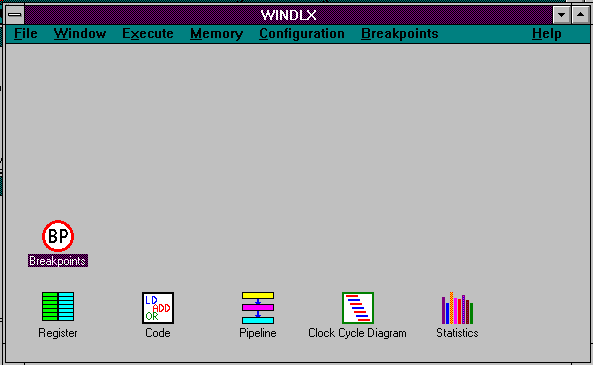 WINDLX
File Window Execute Memory Configuration Breakpoints Help
BP
Breakpoints
LD
ADD
OR
Register Code Pipeline Clock Cycle Diagram Statistics